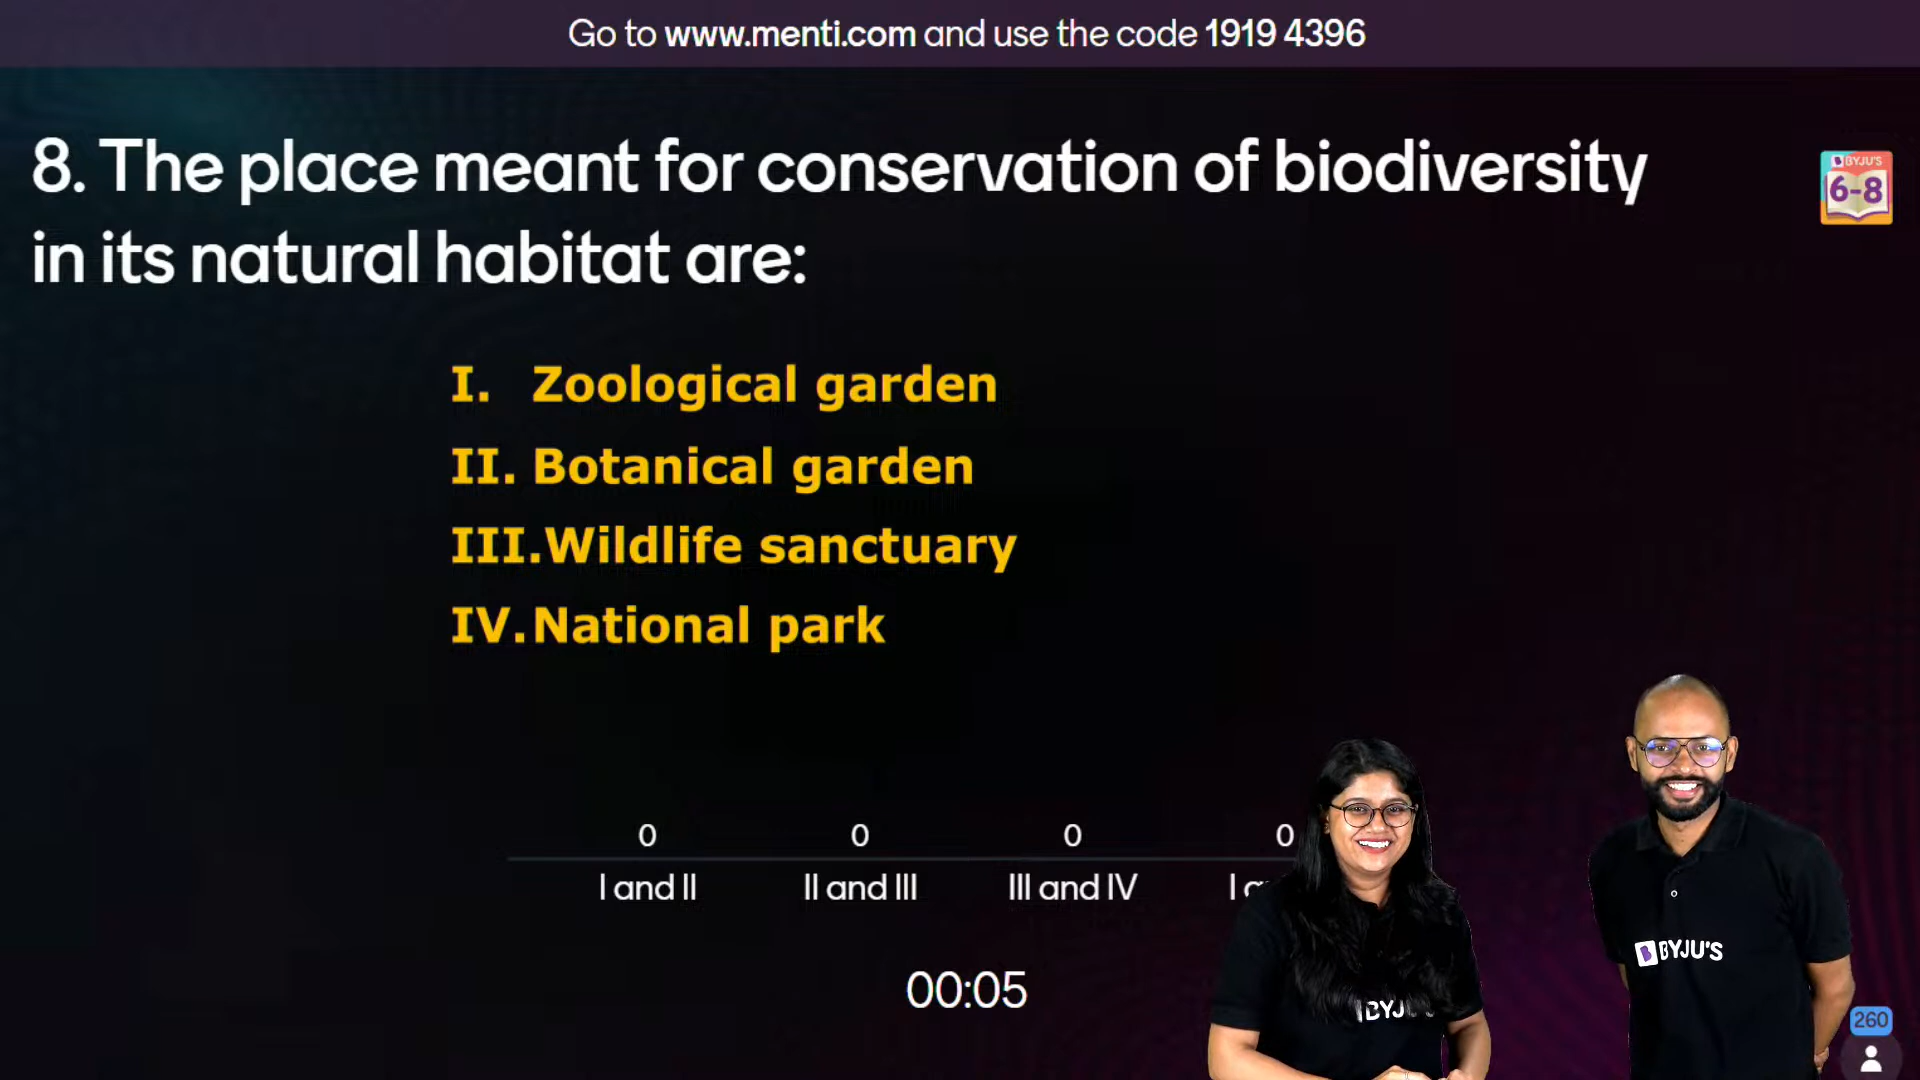 Go to www.menti.com and use the code 1919 4396
8. The place meant for conservation of biodiversity
in its natural habitat are:
BYJU'S
6-8
I. Zoological garden
II. Botanical garden
III. Wildlife sanctuary
IV. National park
0 0 0 0
I and II II and III III and IV I
00:05
BYJU'S
260